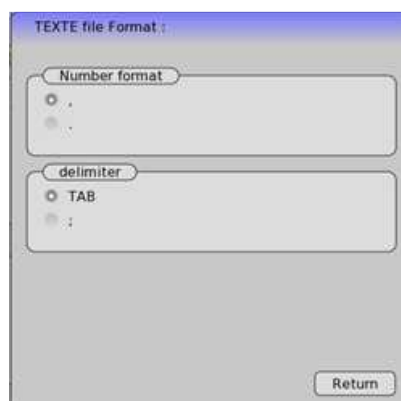 TEXTE file Format :
Number format
,
.
delimiter
TAB
;
Return